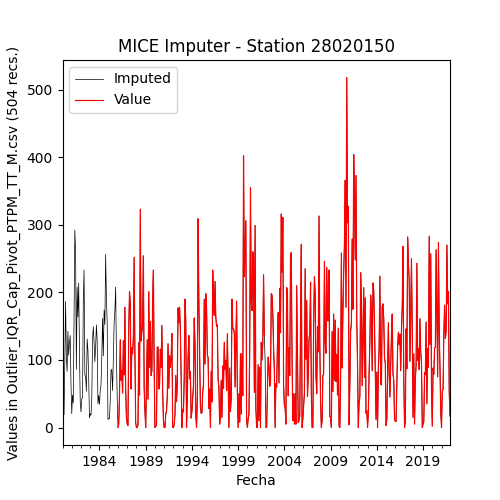 MICE Imputer - Station 28020150
Imputed
Value
Values in Outlier_IQR_Cap_Pivot_PTPM_TT_M.csv (504 recs.)
500
400
300
200
100
0
1984 1989 1994 1999 2004 2009 2014 2019
Fecha